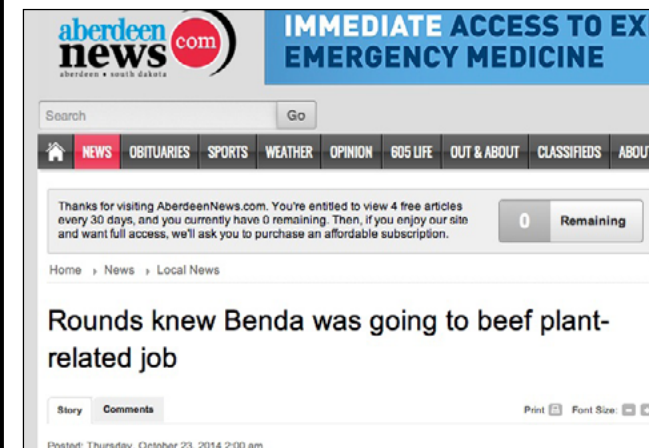 aberdeen
news com
aberdeen • south dakota
IMMEDIATE ACCESS TO EX
EMERGENCY MEDICINE
Search Go
NEWS OBITUARIES SPORTS WEATHER OPINION 605 LIFE OUT & ABOUT CLASSIFIEDS ABOUT
Thanks for visiting AberdeenNews.com. You're entitled to view 4 free articles
every 30 days, and you currently have 0 remaining. Then, if you enjoy our site
and want full access, we'll ask you to purchase an affordable subscription.
0 Remaining
Home › News › Local News
Rounds knew Benda was going to beef plant-
related job
Story Comments Print Font Size:
Posted: Thursday, October 23, 2014 2:00 am